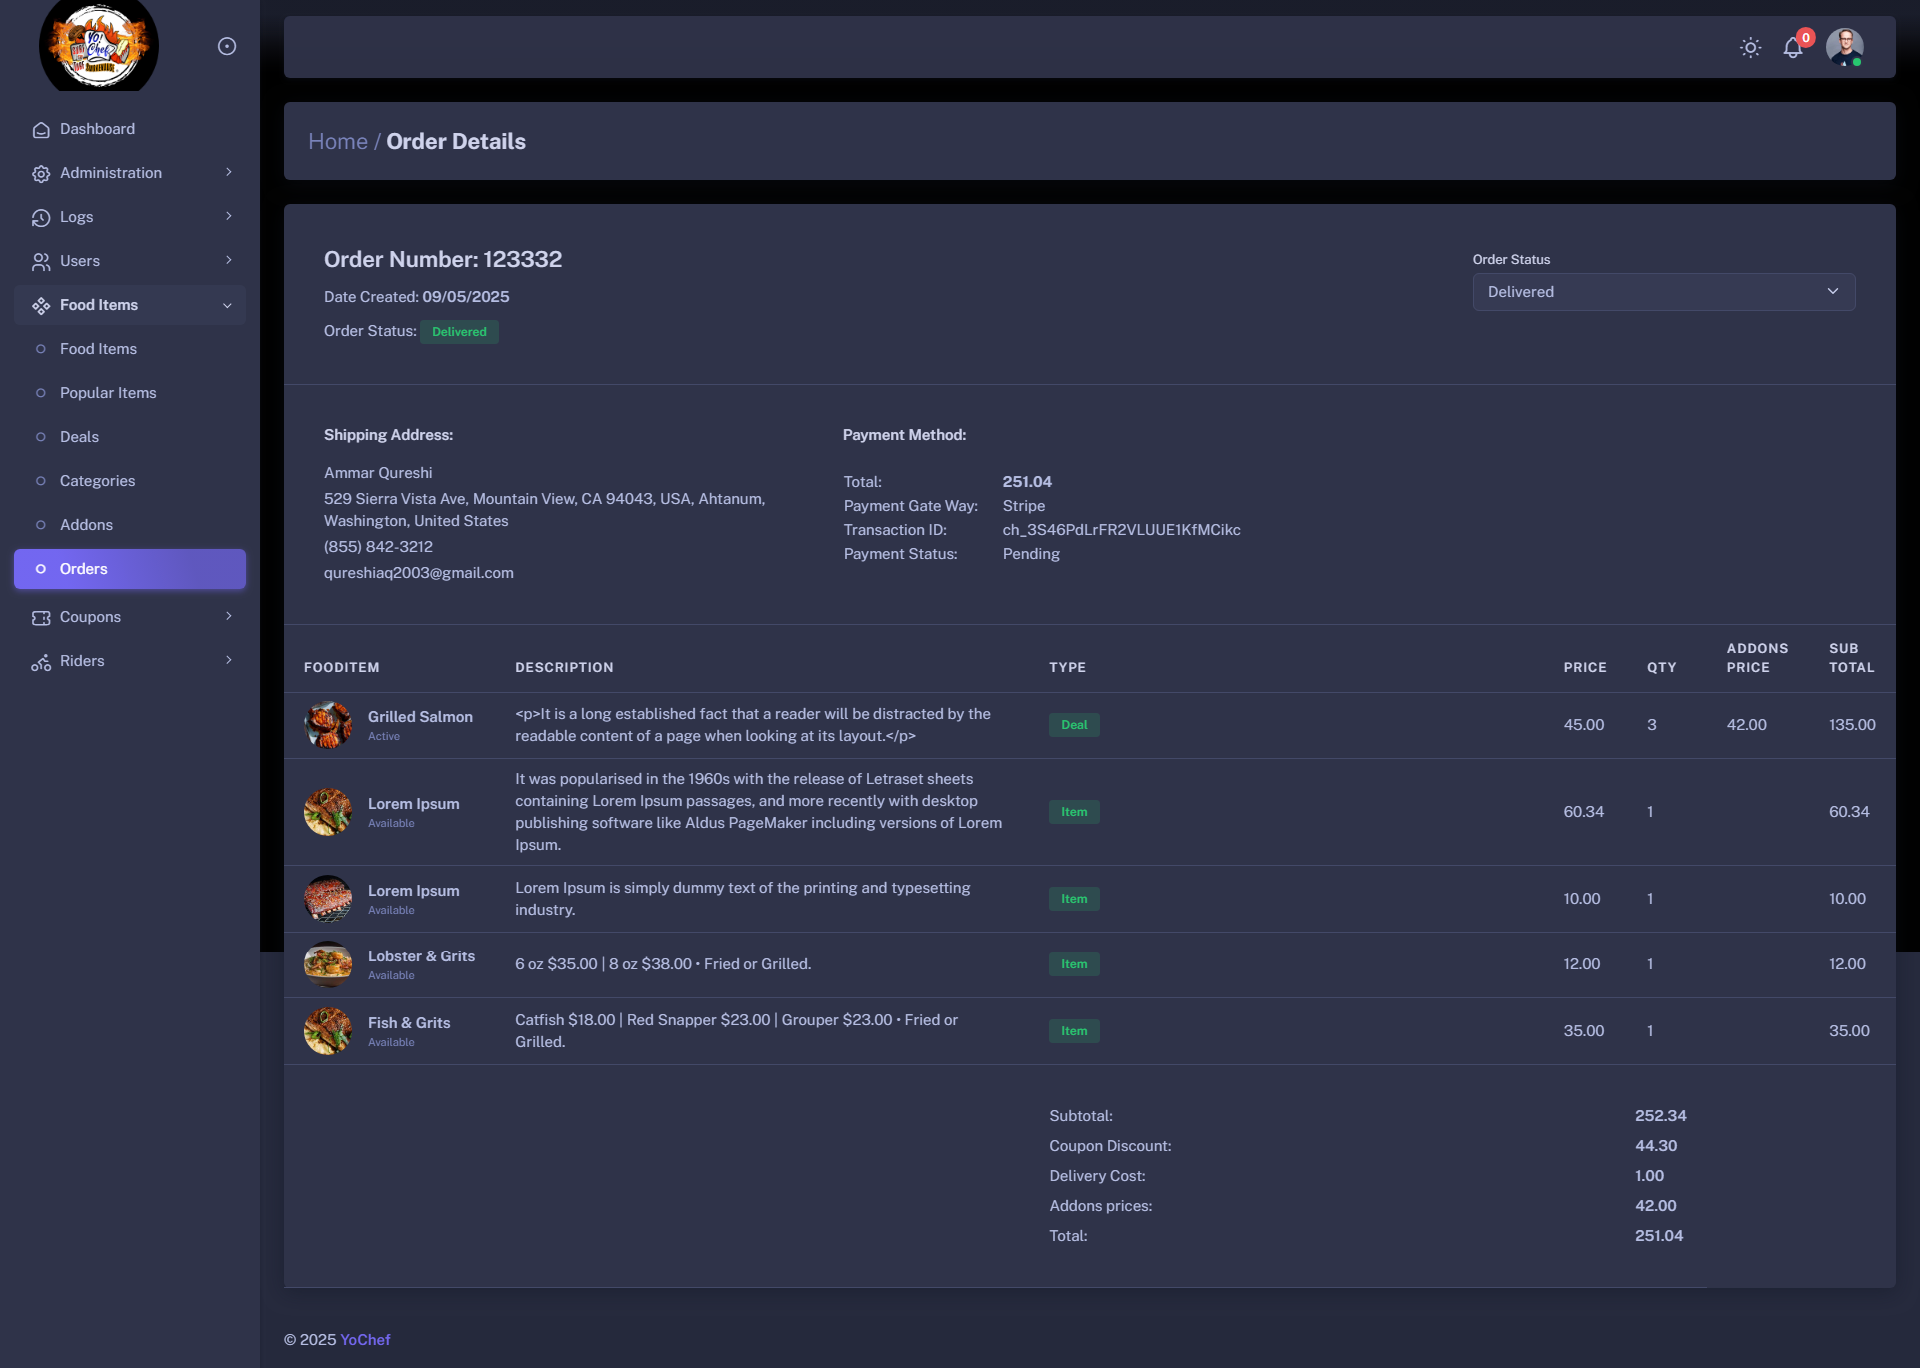 YO!
Chef
SMOKEHOUSE
0
Dashboard
Administration
Logs
Users
Food Items
Food Items
Popular Items
Deals
Categories
Addons
Orders
Coupons
Riders
Home / Order Details
Order Number: 123332
Date Created: 09/05/2025
Order Status: Delivered
Order Status
Delivered
Shipping Address:
Ammar Qureshi
529 Sierra Vista Ave, Mountain View, CA 94043, USA, Ahtanum,
Washington, United States
(855) 842-3212
qureshiaq2003@gmail.com
Payment Method:
Total: 251.04
Payment Gate Way: Stripe
Transaction ID: ch_3S46PdLrFR2VLUUE1KfMCikc
Payment Status: Pending
FOODITEM DESCRIPTION TYPE PRICE QTY ADDONS PRICE SUB TOTAL
Grilled Salmon
Active
<p>It is a long established fact that a reader will be distracted by the
readable content of a page when looking at its layout.</p>
Deal 45.00 3 42.00 135.00
Lorem Ipsum
Available
It was popularised in the 1960s with the release of Letraset sheets
containing Lorem Ipsum passages, and more recently with desktop
publishing software like Aldus PageMaker including versions of Lorem
Ipsum.
Item 60.34 1 60.34
Lorem Ipsum
Available
Lorem Ipsum is simply dummy text of the printing and typesetting
industry.
Item 10.00 1 10.00
Lobster & Grits
Available
6 oz $35.00 | 8 oz $38.00 • Fried or Grilled.
Item 12.00 1 12.00
Fish & Grits
Available
Catfish $18.00 | Red Snapper $23.00 | Grouper $23.00 • Fried or
Grilled.
Item 35.00 1 35.00
Subtotal: 252.34
Coupon Discount: 44.30
Delivery Cost: 1.00
Addons prices: 42.00
Total: 251.04
© 2025 YoChef